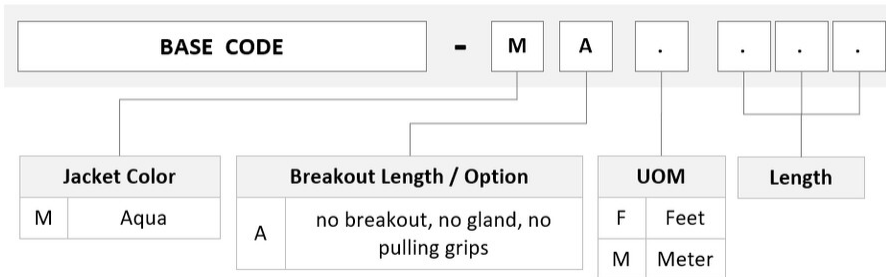 BASE CODE - M A . . . .
Jacket Color
M Aqua
Breakout Length / Option
A no breakout, no gland, no
pulling grips
UOM
F Feet
M Meter
Length